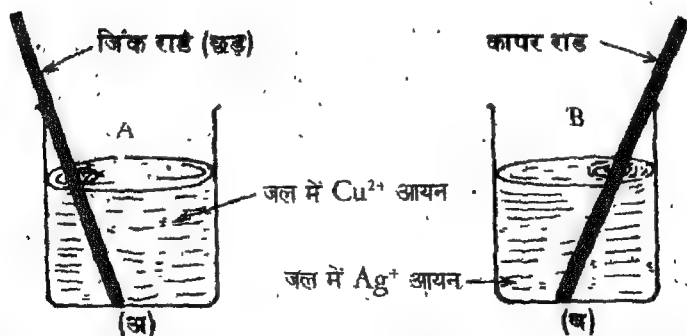 जिंक राड (छड़)
कापर राड
A
B
जल में Cu²⁺ आयन
जल में Ag⁺ आयन
(अ)
(ब)